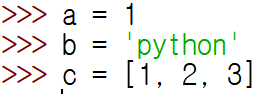 >>> a = 1
>>> b = 'python'
>>> c = [1, 2, 3]